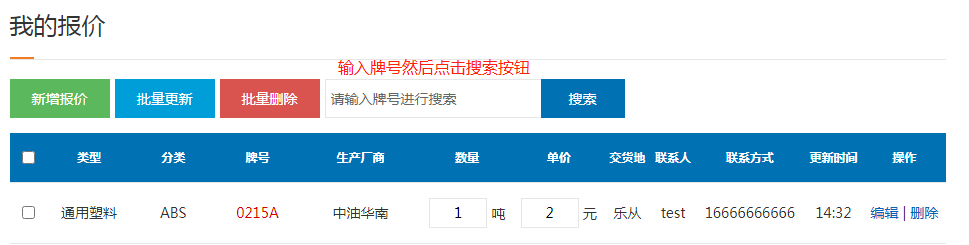 我的报价
输入牌号然后点击搜索按钮
新增报价 批量更新 批量删除 请输入牌号进行搜索 搜索
类型 分类 牌号 生产厂商 数量 单价 交货地 联系人 联系方式 更新时间 操作
通用塑料 ABS 0215A 中油华南 1 吨 2 元 乐从 test 16666666666 14:32 编辑 | 删除